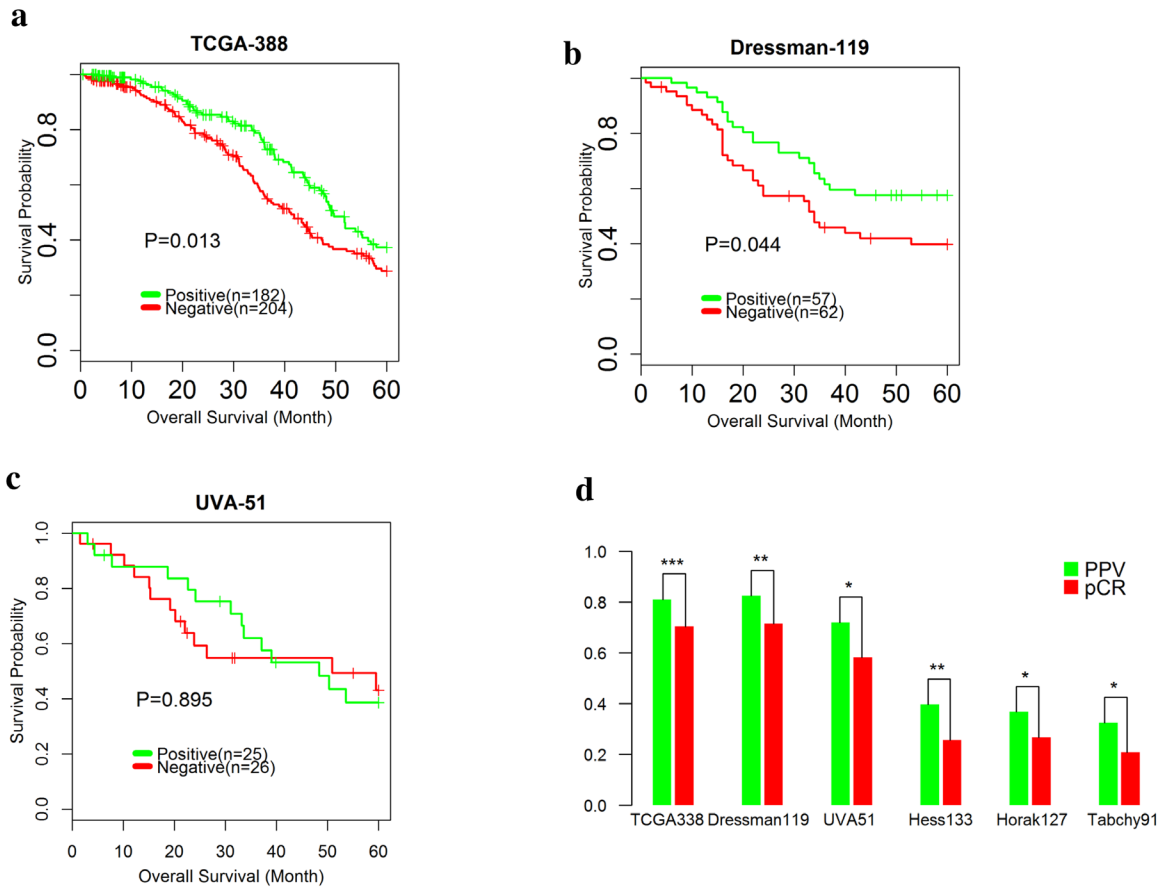 a
TCGA-388
Survival Probability
0.8
0.4
0.0
P=0.013
Positive(n=182)
Negative(n=204)
0 10 20 30 40 50 60
Overall Survival (Month)
b
Dressman-119
Survival Probability
0.8
0.4
0.0
P=0.044
Positive(n=57)
Negative(n=62)
0 10 20 30 40 50 60
Overall Survival (Month)
c
UVA-51
Survival Probability
1.0
0.8
0.6
0.4
0.2
0.0
P=0.895
Positive(n=25)
Negative(n=26)
0 10 20 30 40 50 60
Overall Survival (Month)
d
1.0
0.8
0.6
0.4
0.2
0.0
*** ** * ** * *
PPV
pCR
TCGA338 Dressman119 UVA51 Hess133 Horak127 Tabchy91